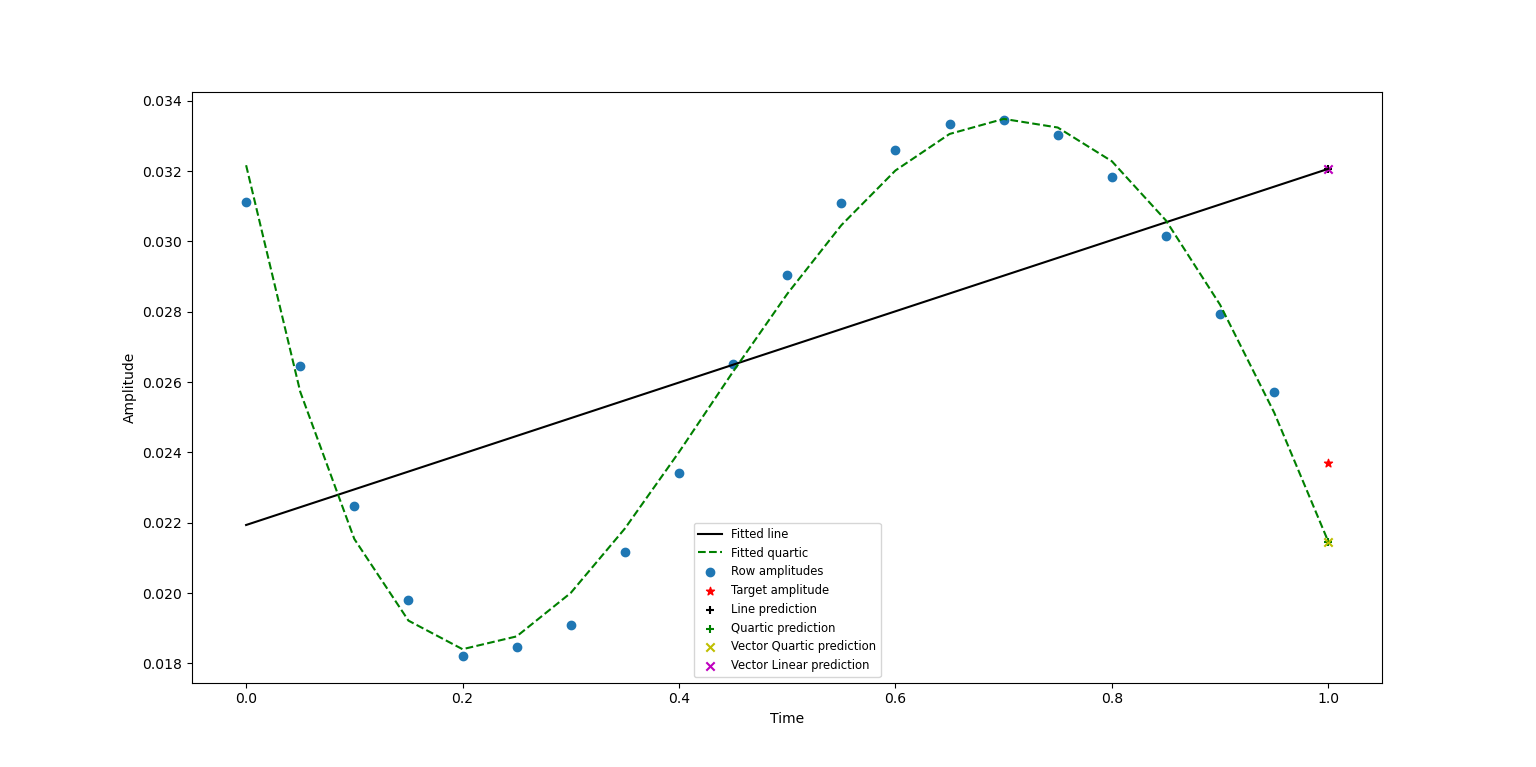 0.034
0.032
0.030
0.028
0.026
0.024
0.022
0.020
0.018
Amplitude
Fitted line
Fitted quartic
Row amplitudes
Target amplitude
Line prediction
Quartic prediction
Vector Quartic prediction
Vector Linear prediction
0.0 0.2 0.4 0.6 0.8 1.0
Time